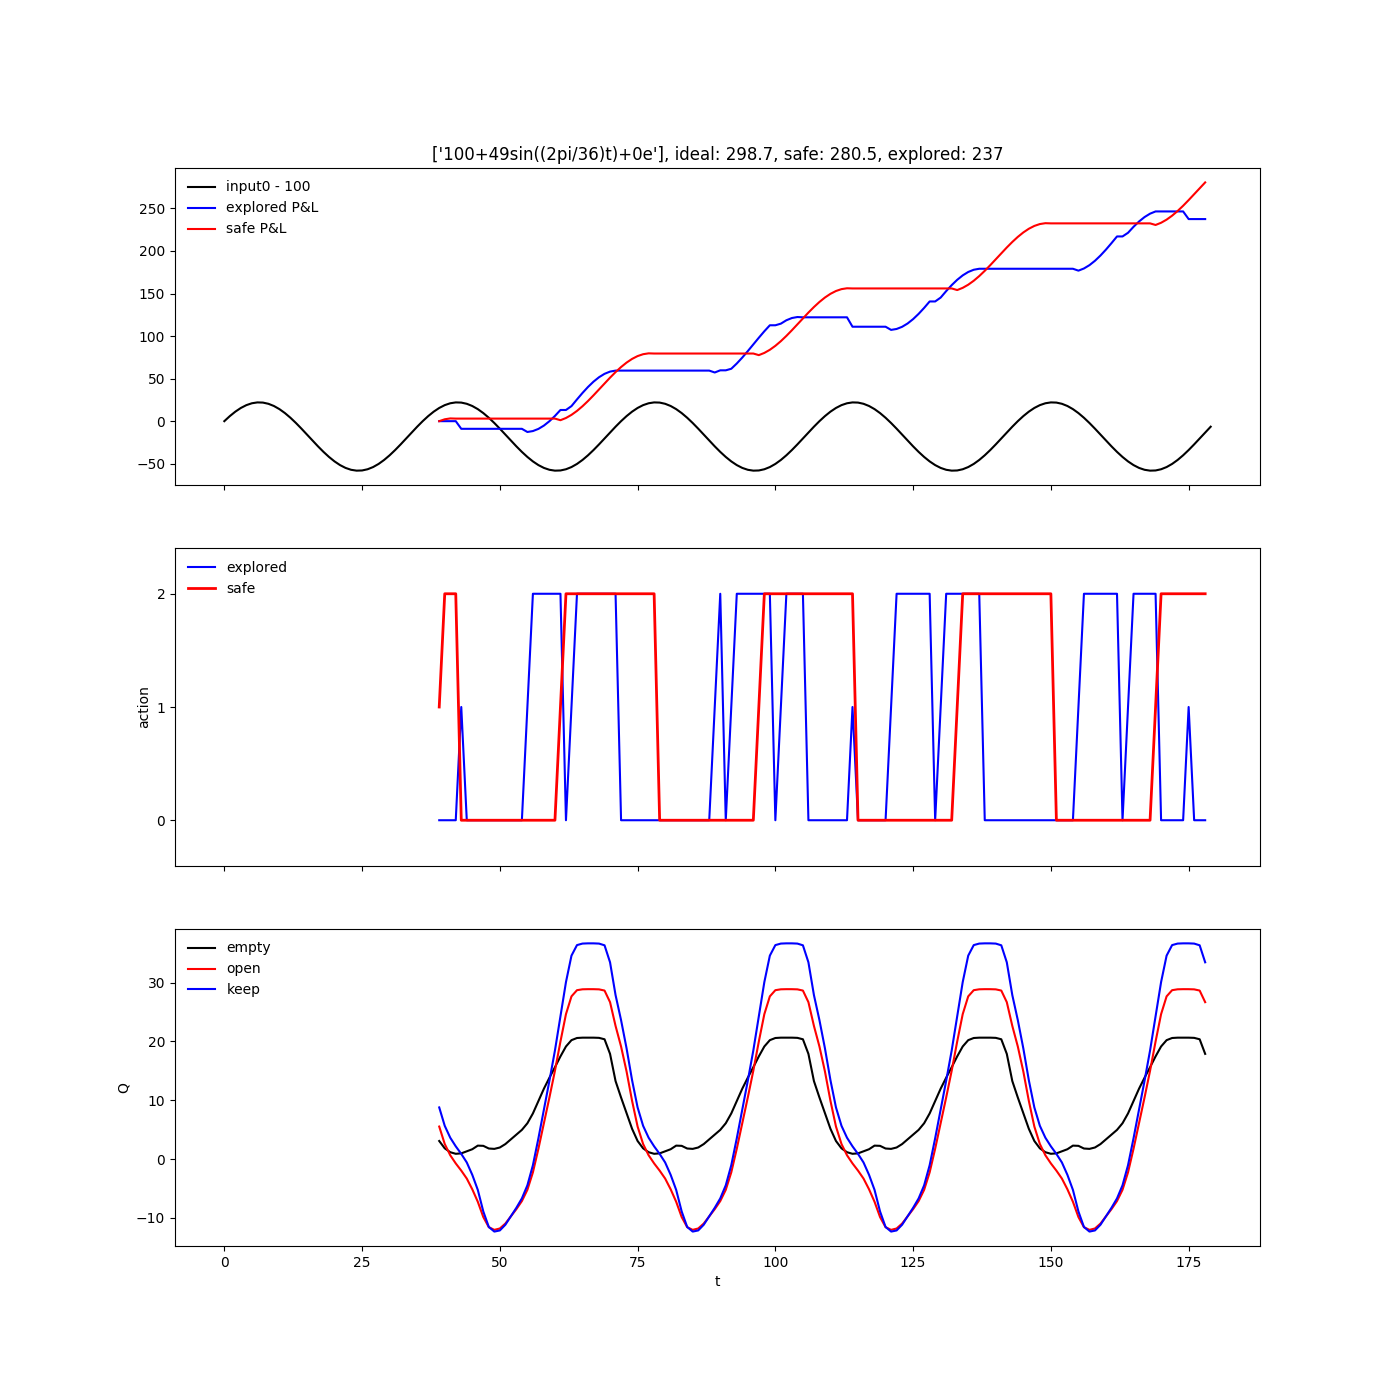 ['100+49sin((2pi/36)t)+0e'], ideal: 298.7, safe: 280.5, explored: 237
input0 - 100
explored P&L
safe P&L
250
200
150
100
50
0
−50
explored
safe
2
1
0
action
empty
open
keep
30
20
10
0
−10
Q
0 25 50 75 100 125 150 175
t